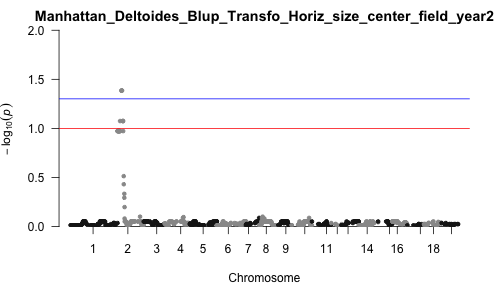 Manhattan_Deltoides_Blup_Transfo_Horiz_size_center_field_year2
2.0
1.5
1.0
0.5
0.0
− log10(p)
1 2 3 4 5 6 7 8 9 11 14 16 18
Chromosome